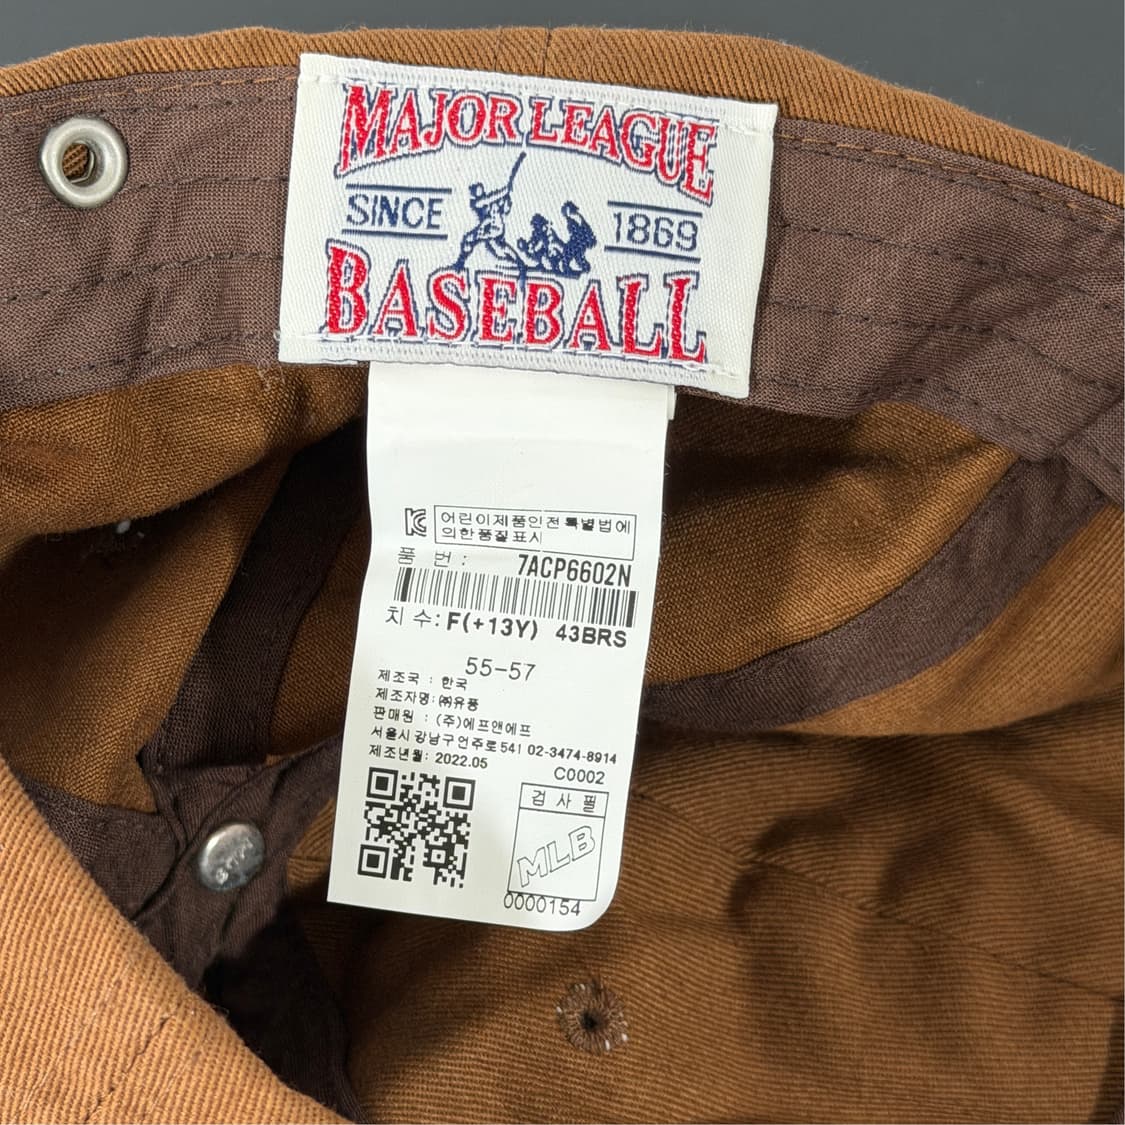 MAJOR LEAGUE
SINCE 1869
BASEBALL
어린이제품안전 특별법에
의한품질표시
품 번 : 7ACP6602N
치 수: F(+13Y) 43BRS
55-57
제조국 : 한국
제조자명: ㈜유풍
판매원 : (주)에프앤에프
서울시 강남구언주로541 02-3474-8914
제조년월: 2022.05
C0002
검 사 필
MLB
0000154